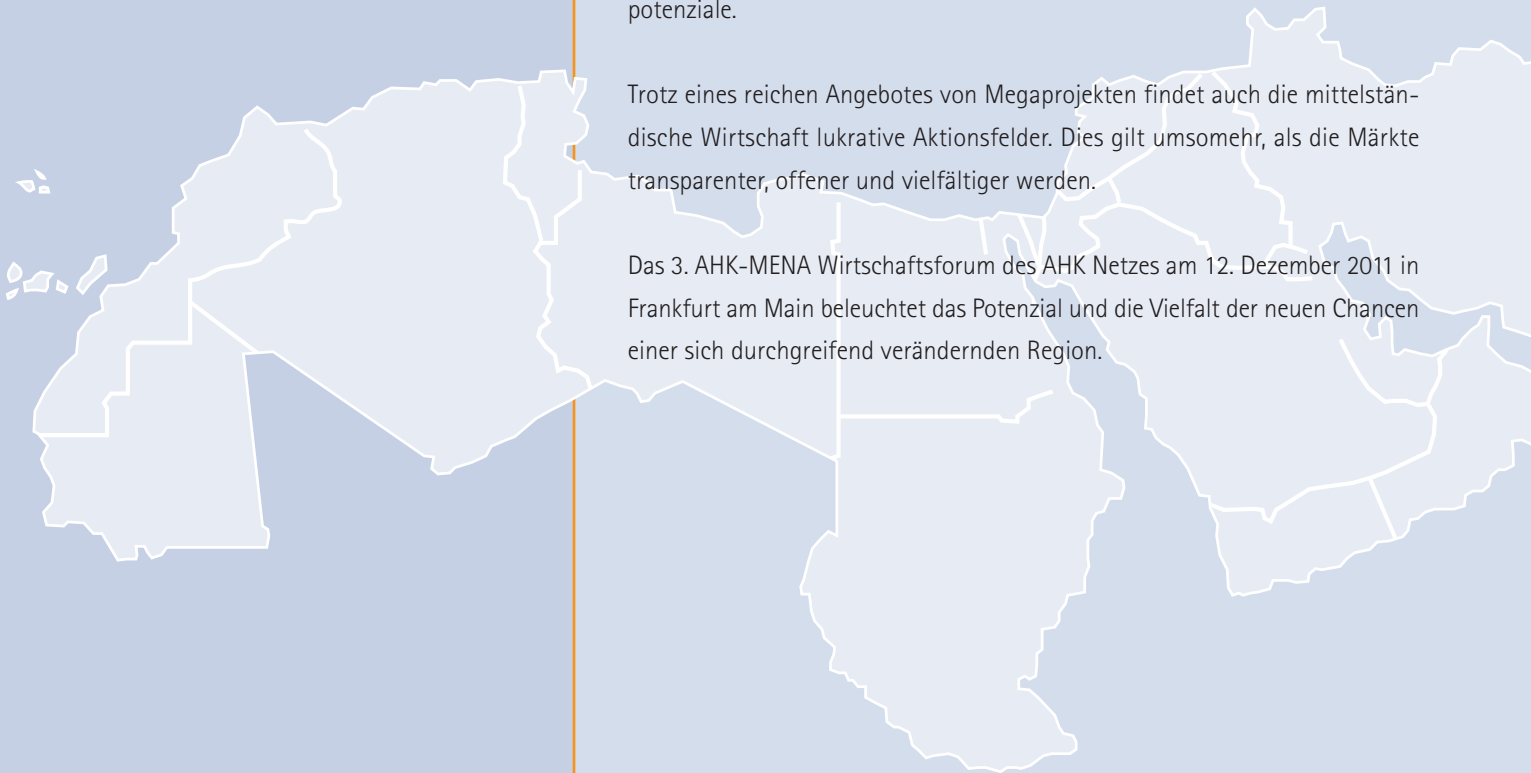 potenziale.
Trotz eines reichen Angebotes von Megaprojekten findet auch die mittelstän-
dische Wirtschaft lukrative Aktionsfelder. Dies gilt umsomehr, als die Märkte
transparenter, offener und vielfältiger werden.
Das 3. AHK-MENA Wirtschaftsforum des AHK Netzes am 12. Dezember 2011 in
Frankfurt am Main beleuchtet das Potenzial und die Vielfalt der neuen Chancen
einer sich durchgreifend verändernden Region.